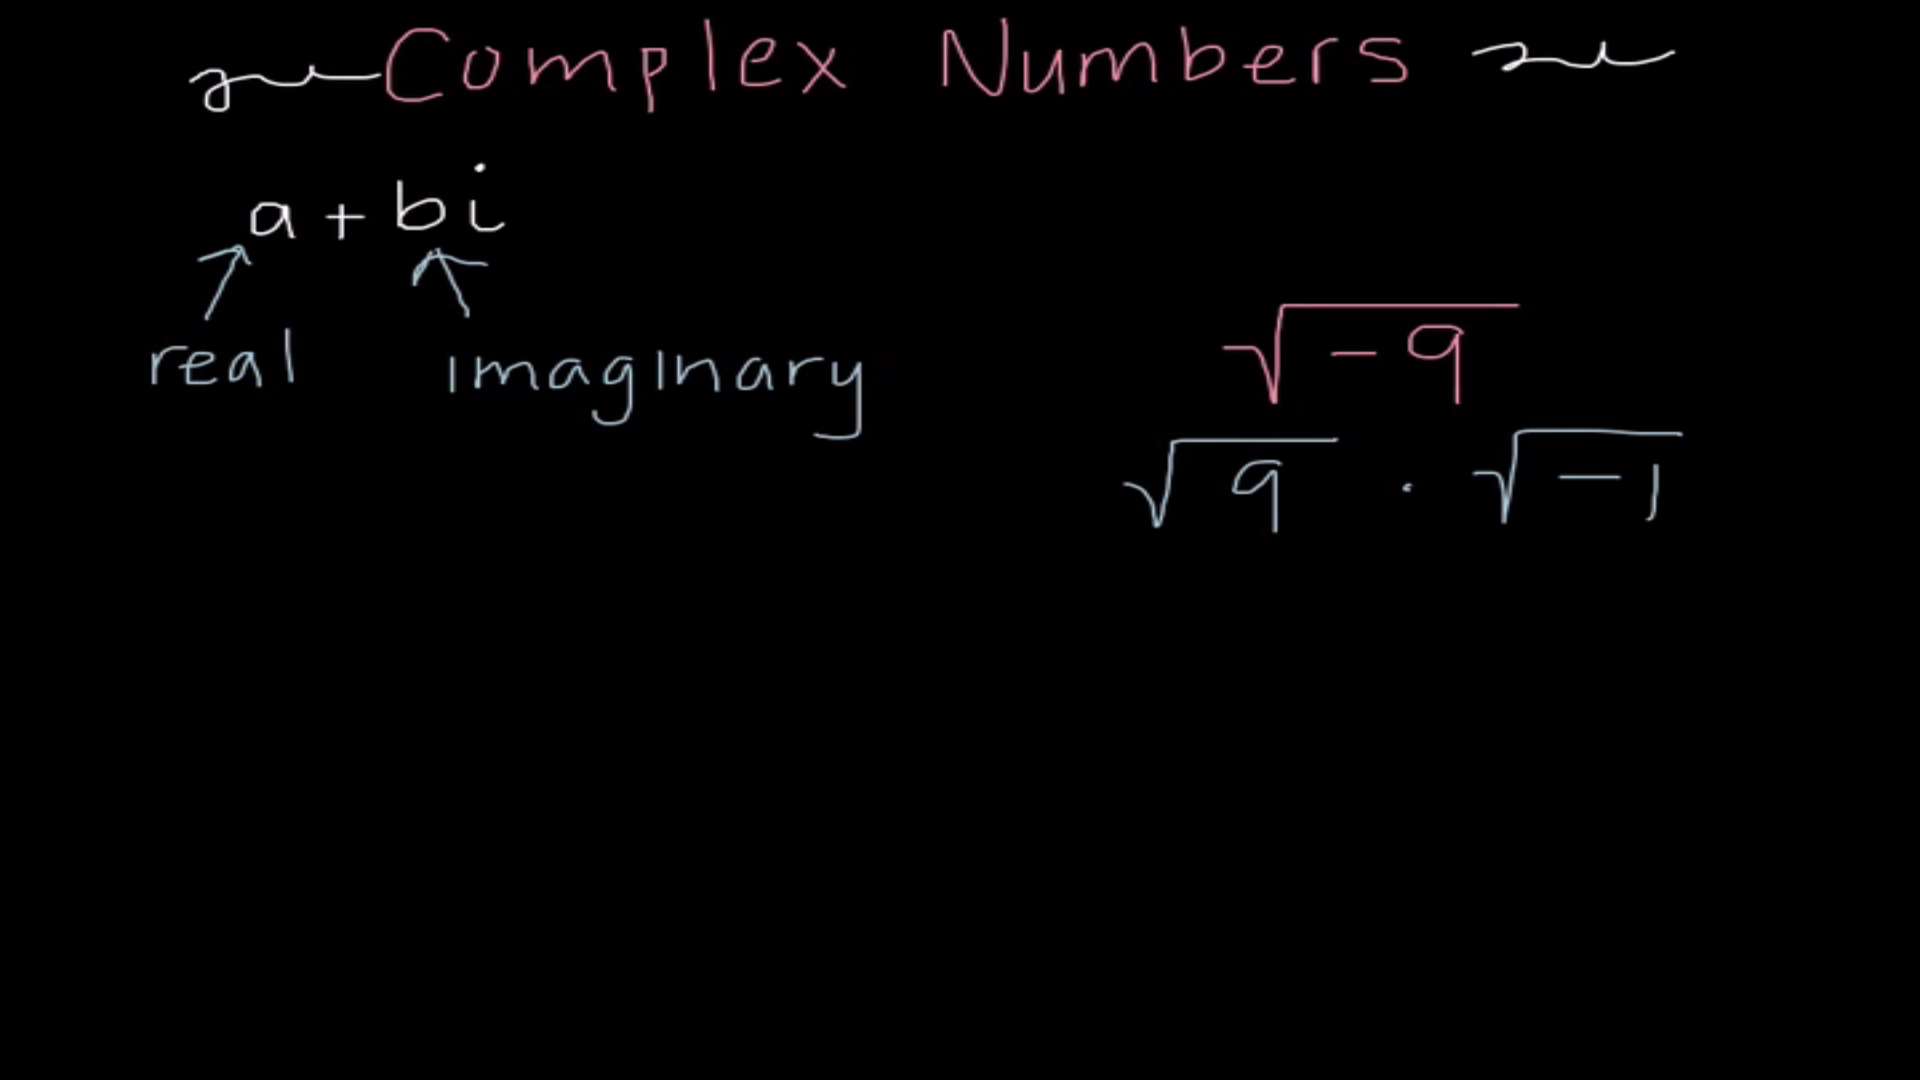 Complex Numbers
a + bi
real imaginary
√-9
√9 · √-1